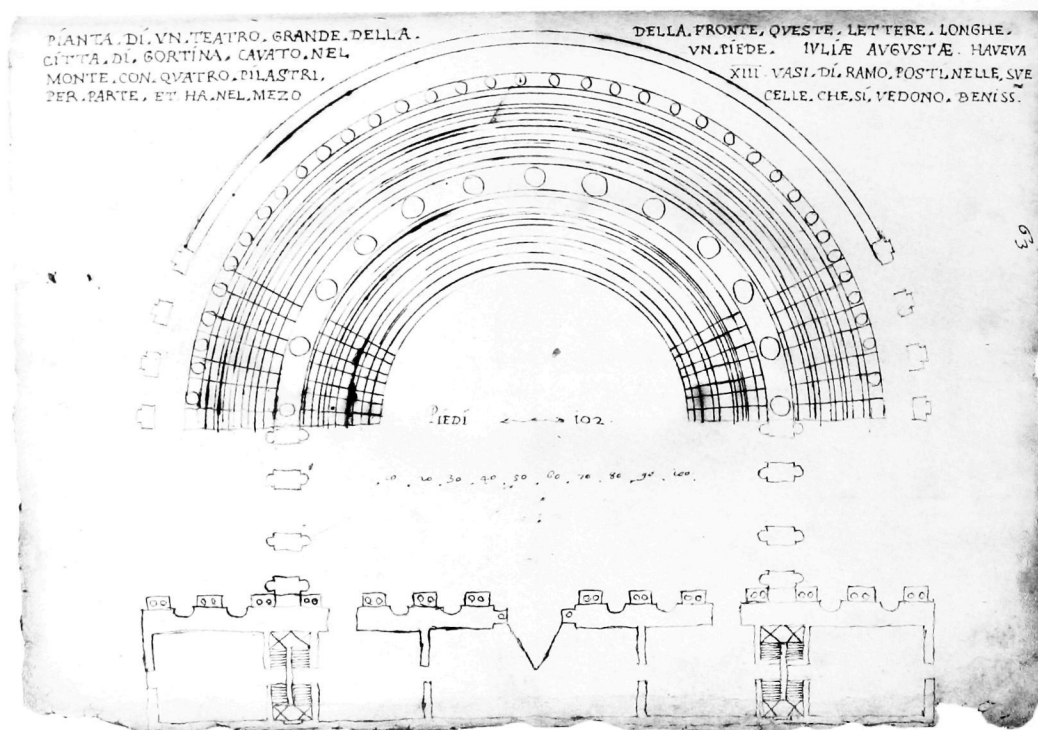 PIANTA. DI. VN. TEATRO. GRANDE. DELLA.
CITTA. DI. GORTINA. CAVATO. NEL
MONTE. CON. QVATRO. PILASTRI,
PER. PARTE. ET. HA. NEL. MEZO
DELLA. FRONTE, QVESTE. LETTERE. LONGHE.
VN. PIEDE. IVLIÆ AVGVSTÆ. HAVEVA
XIII. VASI. DI. RAMO. POSTI. NELLE. SVE
CELLE. CHE. SI. VEDONO. BENISS.
63
PIEDI 102.
10 20 30 40 50 60 70 80 90 100